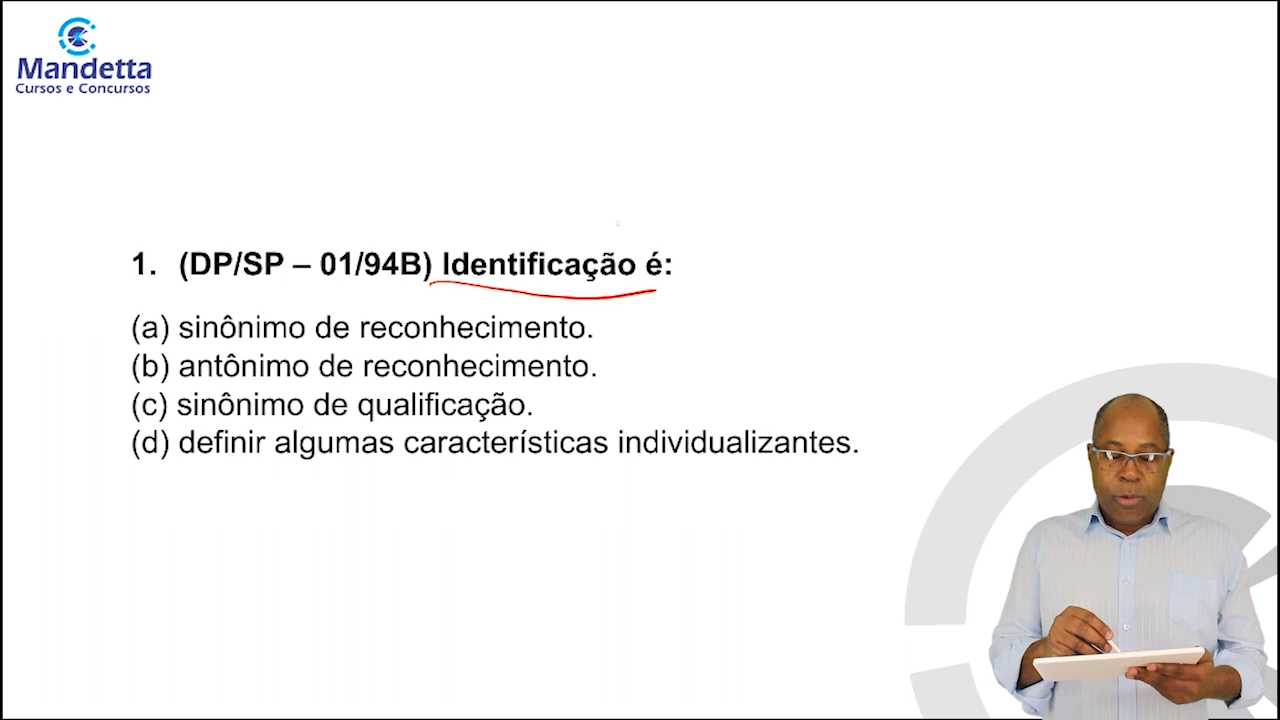 Mandetta
Cursos e Concursos
1. (DP/SP – 01/94B) Identificação é:
(a) sinônimo de reconhecimento.
(b) antônimo de reconhecimento.
(c) sinônimo de qualificação.
(d) definir algumas características individualizantes.